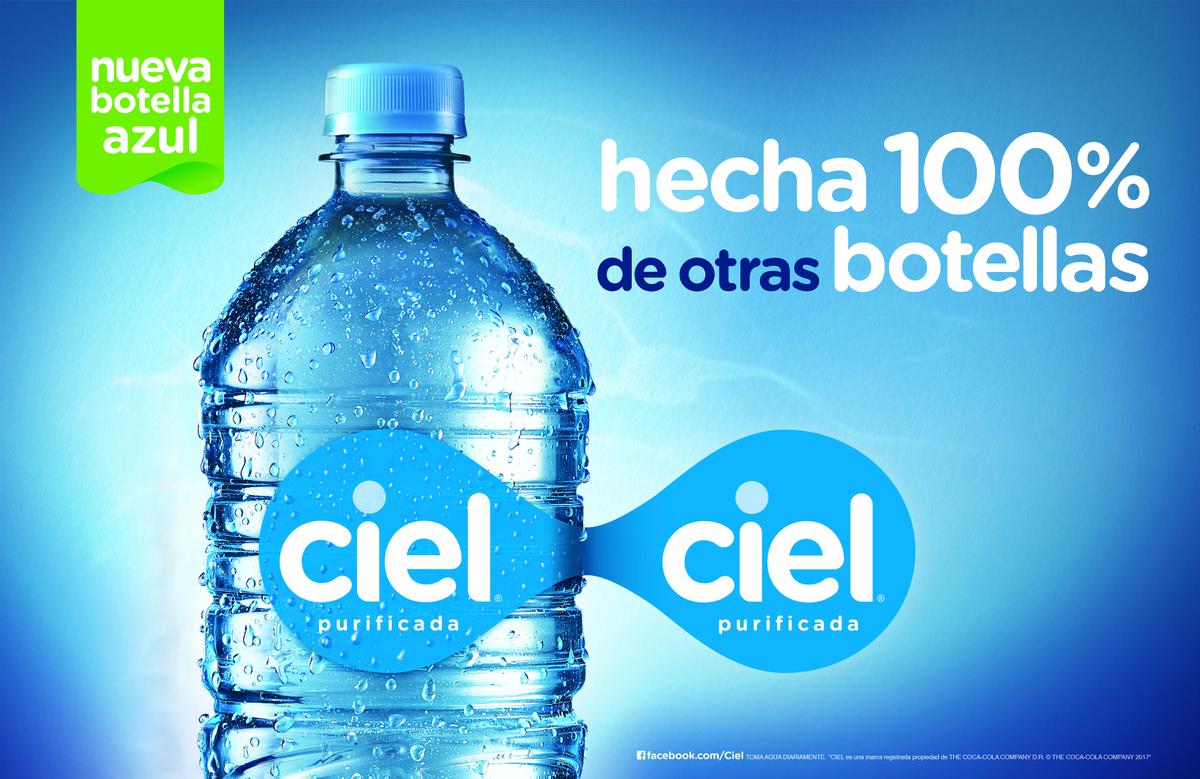 nueva
botella
azul
hecha 100%
de otras botellas
ciel®
purificada
ciel®
purificada
facebook.com/Ciel TOMA AGUA DIARIAMENTE. "CIEL es una marca registrada propiedad de THE COCA-COLA COMPANY D.R. © THE COCA-COLA COMPANY 2017"